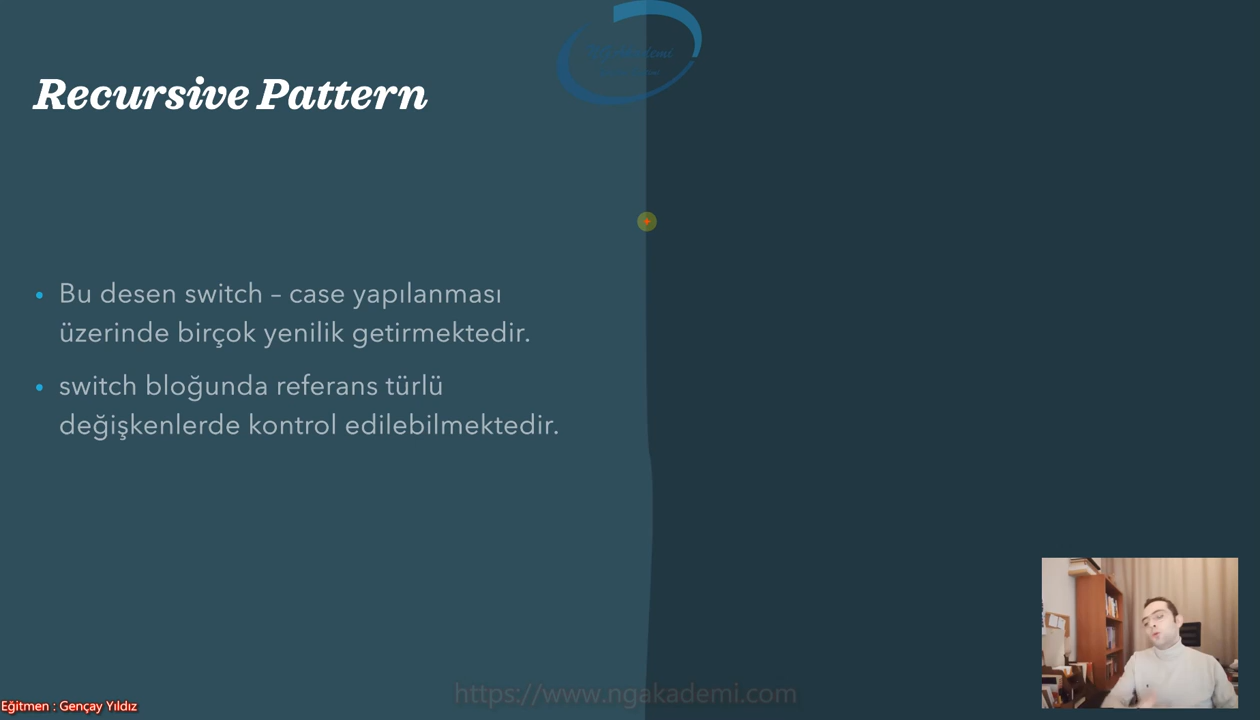 Recursive Pattern
• Bu desen switch – case yapılanması
üzerinde birçok yenilik getirmektedir.
• switch bloğunda referans türlü
değişkenlerde kontrol edilebilmektedir.
https://www.ngakademi.com
Eğitmen : Gençay Yıldız